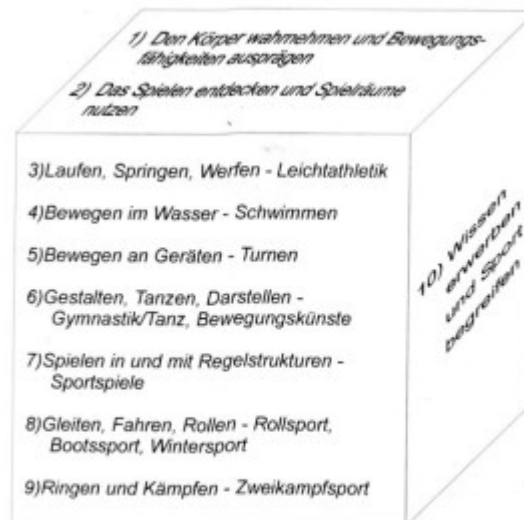 1) Den Körper wahrnehmen und Bewegungs-
fähigkeiten ausprägen
2) Das Spielen entdecken und Spielräume
nutzen
3)Laufen, Springen, Werfen - Leichtathletik
4)Bewegen im Wasser - Schwimmen
5)Bewegen an Geräten - Turnen
6)Gestalten, Tanzen, Darstellen -
Gymnastik/Tanz, Bewegungskünste
7)Spielen in und mit Regelstrukturen -
Sportspiele
8)Gleiten, Fahren, Rollen - Rollsport,
Bootssport, Wintersport
9)Ringen und Kämpfen - Zweikampfsport
10) Wissen
erwerben
und Sport
begreifen